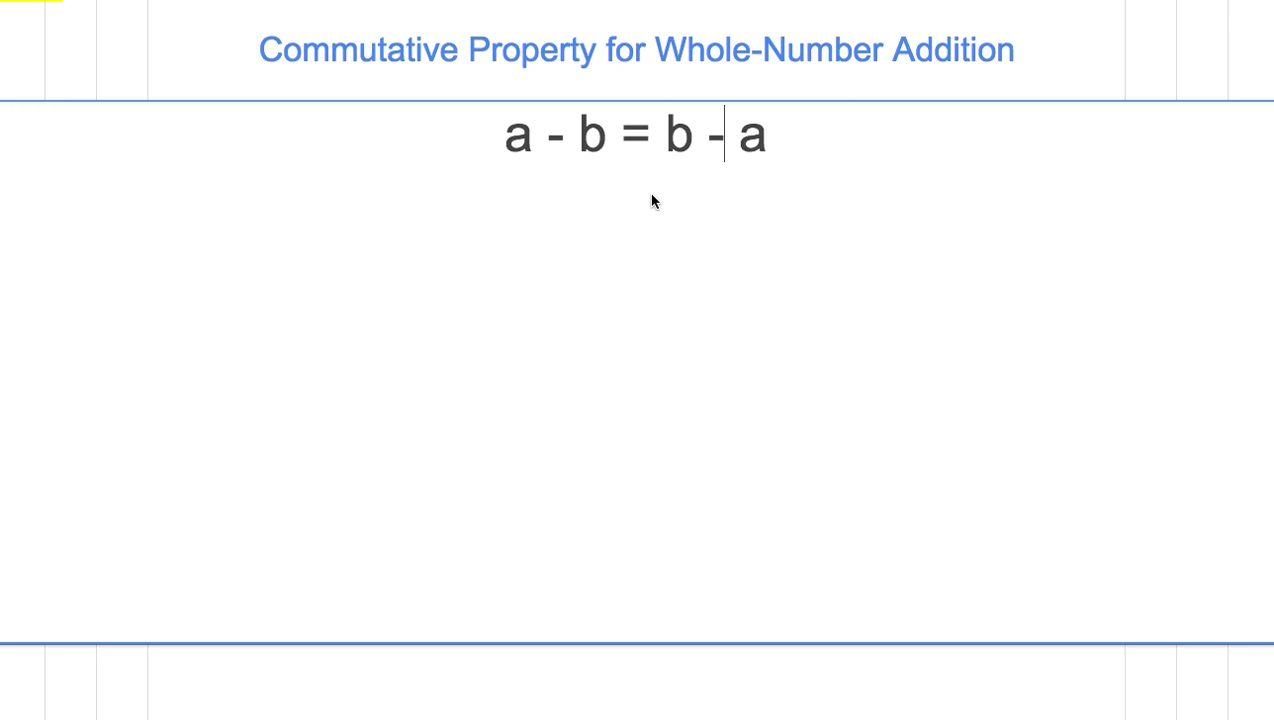 Commutative Property for Whole-Number Addition
a - b = b - a